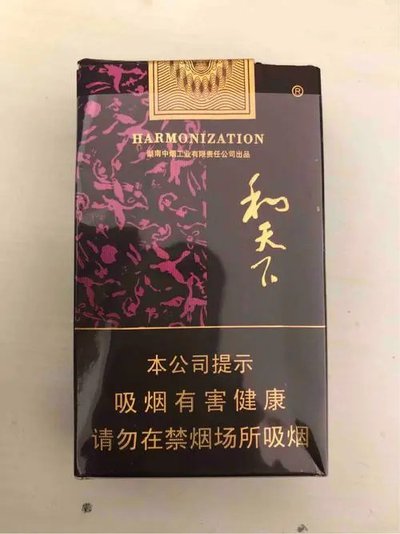 ®
HARMONIZATION
湖南中烟工业有限责任公司出品
和天下
本公司提示
吸烟有害健康
请勿在禁烟场所吸烟